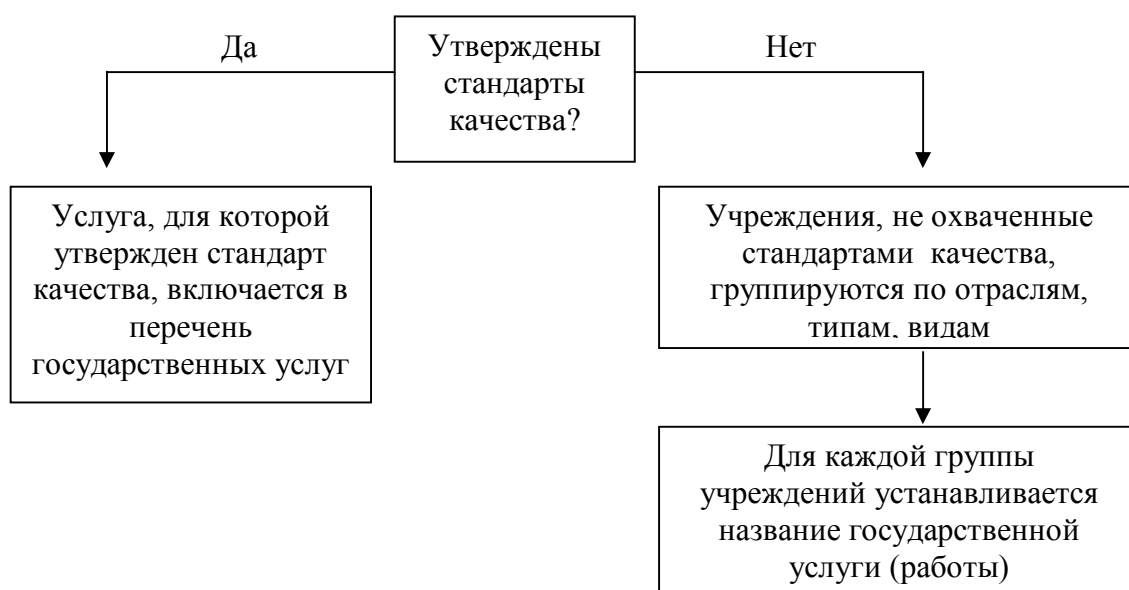 Да
Утверждены
стандарты
качества?
Нет
Услуга, для которой
утвержден стандарт
качества, включается в
перечень
государственных услуг
Учреждения, не охваченные
стандартами качества,
группируются по отраслям,
типам, видам
Для каждой группы
учреждений устанавливается
название государственной
услуги (работы)